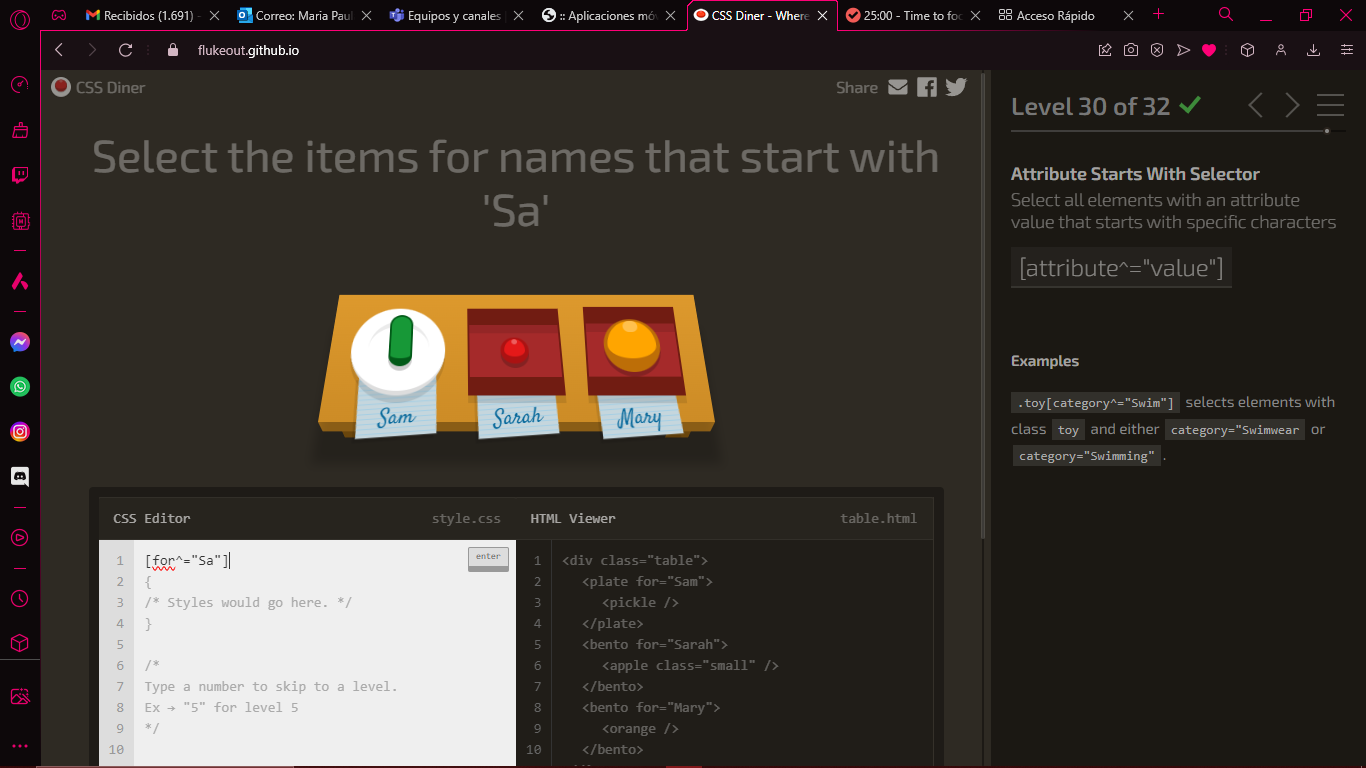 Recibidos (1.691) -
Correo: Maria Paul
Equipos y canales |
:: Aplicaciones móv
CSS Diner - Where
25:00 - Time to foc
Acceso Rápido
flukeout.github.io
CSS Diner
Share
Select the items for names that start with
'Sa'
Sam
Sarah
Mary
CSS Editor
style.css
1 [for^="Sa"]
enter
2 {
3 /* Styles would go here. */
4 }
5
6 /*
7 Type a number to skip to a level.
8 Ex → "5" for level 5
9 */
10
HTML Viewer
table.html
1 <div class="table">
2 <plate for="Sam">
3 <pickle />
4 </plate>
5 <bento for="Sarah">
6 <apple class="small" />
7 </bento>
8 <bento for="Mary">
9 <orange />
10 </bento>
Level 30 of 32
Attribute Starts With Selector
Select all elements with an attribute
value that starts with specific characters
[attribute^="value"]
Examples
.toy[category^="Swim"] selects elements with
class toy and either category="Swimwear or
category="Swimming" .